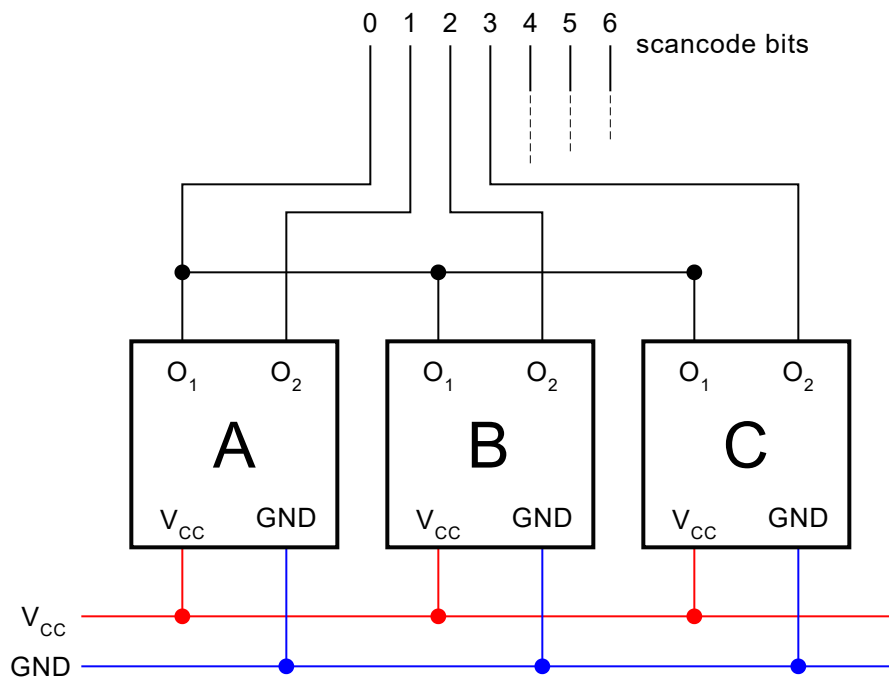 0 1 2 3 4 5 6
scancode bits
O1 O2 O1 O2 O1 O2
A B C
VCC GND VCC GND VCC GND
VCC
GND